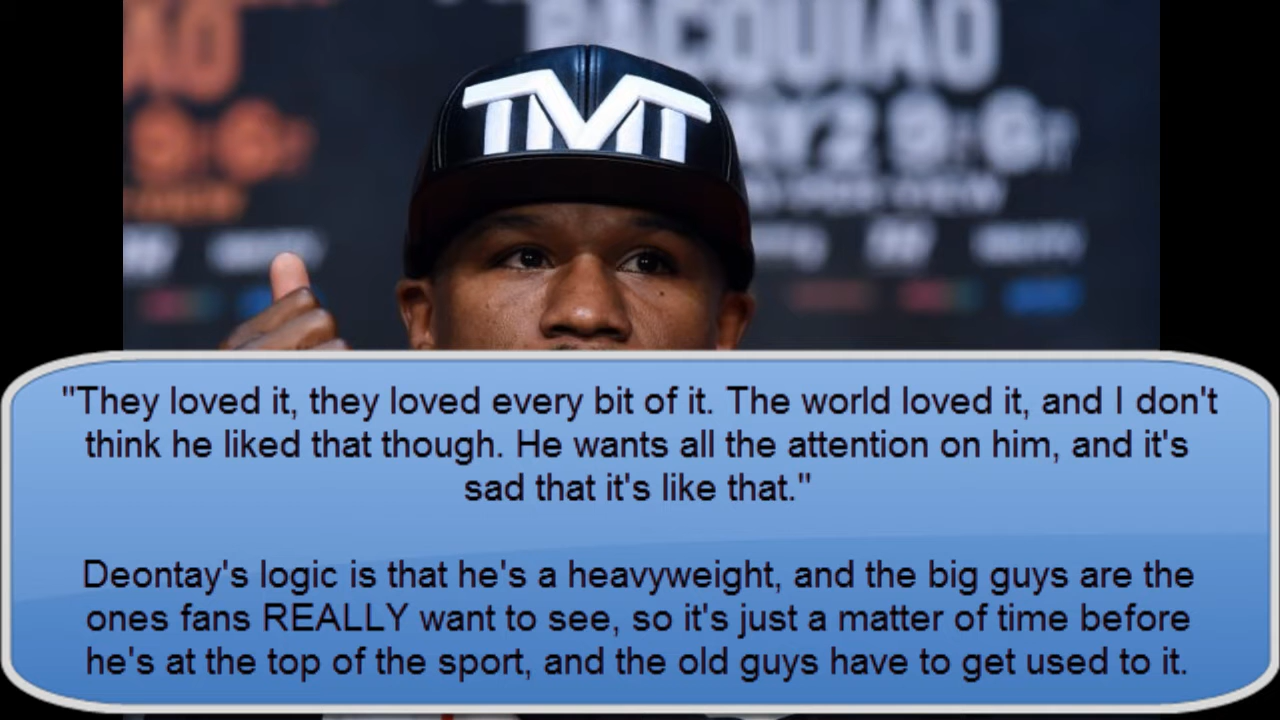 PACQUIAO
TMT
"They loved it, they loved every bit of it. The world loved it, and I don't
think he liked that though. He wants all the attention on him, and it's
sad that it's like that."
Deontay's logic is that he's a heavyweight, and the big guys are the
ones fans REALLY want to see, so it's just a matter of time before
he's at the top of the sport, and the old guys have to get used to it.